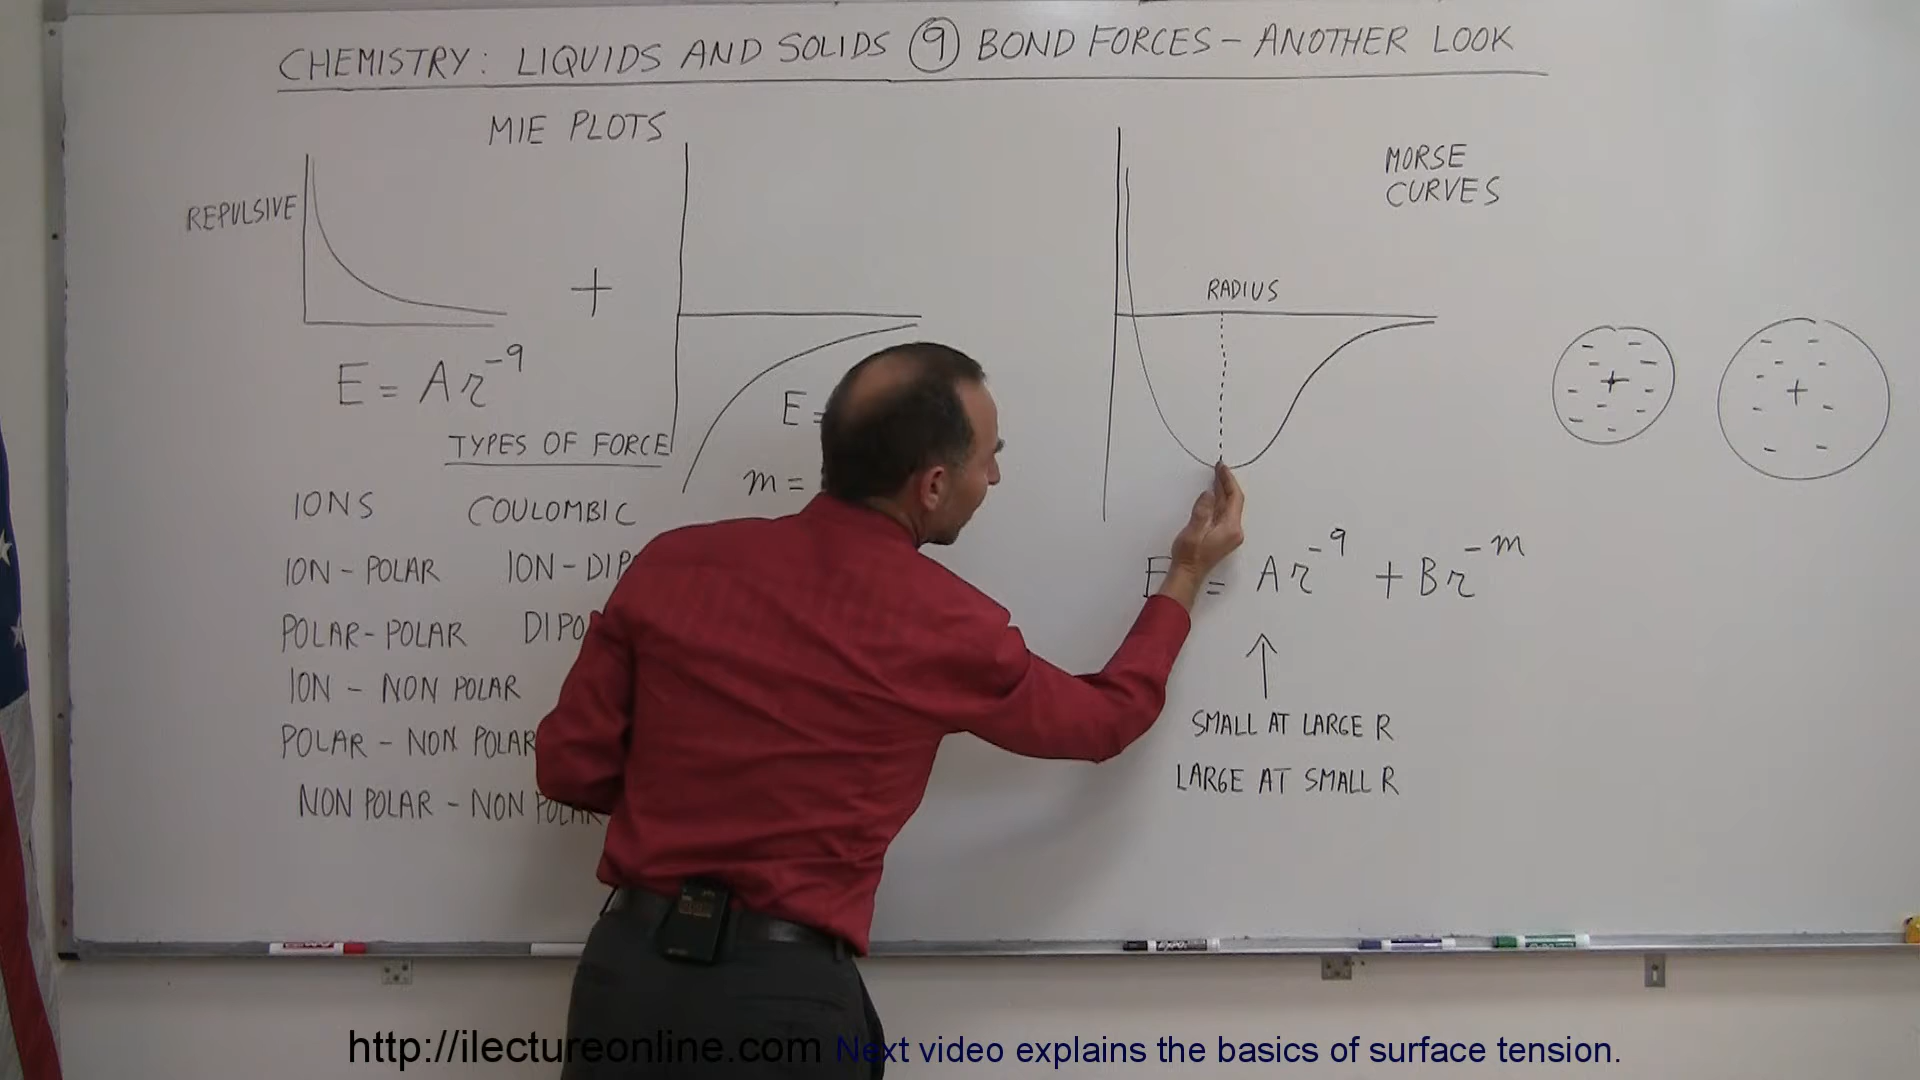 CHEMISTRY: LIQUIDS AND SOLIDS ⑨ BOND FORCES – ANOTHER LOOK
MIE PLOTS
MORSE
CURVES
REPULSIVE
+
RADIUS
E = Ar⁻⁹
E =
m =
TYPES OF FORCE
IONS COULOMBIC
ION - POLAR ION - DIP
POLAR - POLAR DIPO
ION - NON POLAR
POLAR - NON POLAR
NON POLAR - NON POLAR
E = Ar⁻⁹ + Br⁻ᵐ
SMALL AT LARGE R
LARGE AT SMALL R
http://ilectureonline.com Next video explains the basics of surface tension.